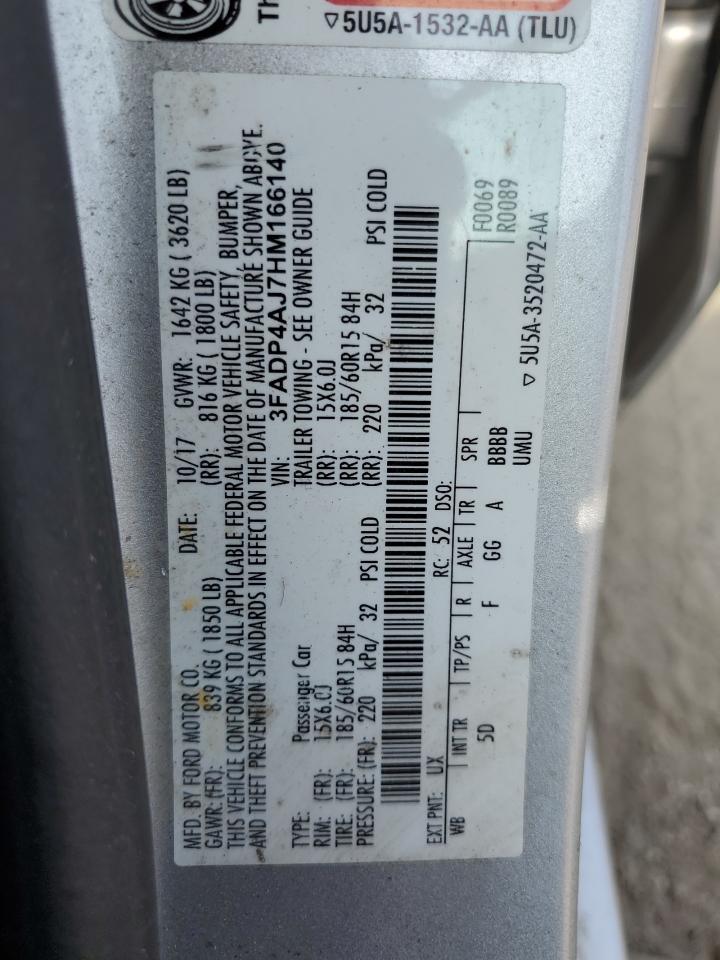 TH
▽5U5A-1532-AA (TLU)
MFD. BY FORD MOTOR CO. DATE: 10/17 GVWR: 1642 KG ( 3620 LB)
GAWR: (FR): 839 KG ( 1850 LB) (RR): 816 KG ( 1800 LB)
THIS VEHICLE CONFORMS TO ALL APPLICABLE FEDERAL MOTOR VEHICLE SAFETY, BUMPER,
AND THEFT PREVENTION STANDARDS IN EFFECT ON THE DATE OF MANUFACTURE SHOWN ABOVE.
VIN: 3FADP4AJ7HM166140
TYPE: Passenger Car TRAILER TOWING - SEE OWNER GUIDE
RIM: (FR): 15X6.0J (RR): 15X6.0J
TIRE: (FR): 185/60R15 84H (RR): 185/60R15 84H
PRESSURE: (FR): 220 kPa/ 32 PSI COLD (RR): 220 kPa/ 32 PSI COLD
EXT PNT: UX RC: 52 DSO:
WB INT TR TP/PS R AXLE TR SPR F0069
5D F GG A BBBB R0089
UMU
▽ 5U5A-3520472-AA